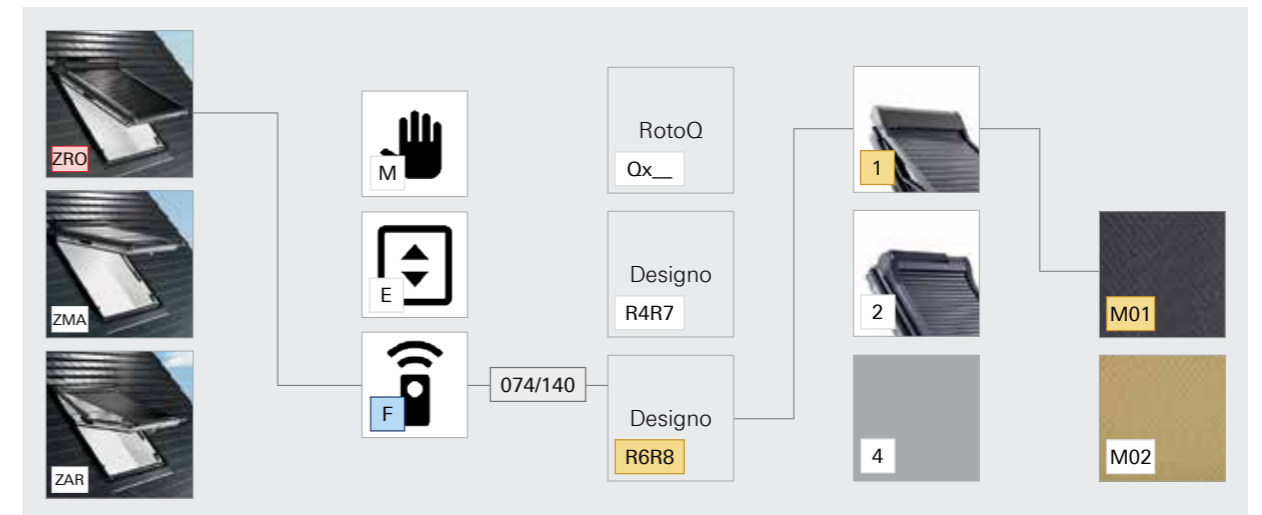 ZRO
ZMA
ZAR
M
E
F
074/140
RotoQ
Qx__
Designo
R4R7
Designo
R6R8
1
2
4
M01
M02